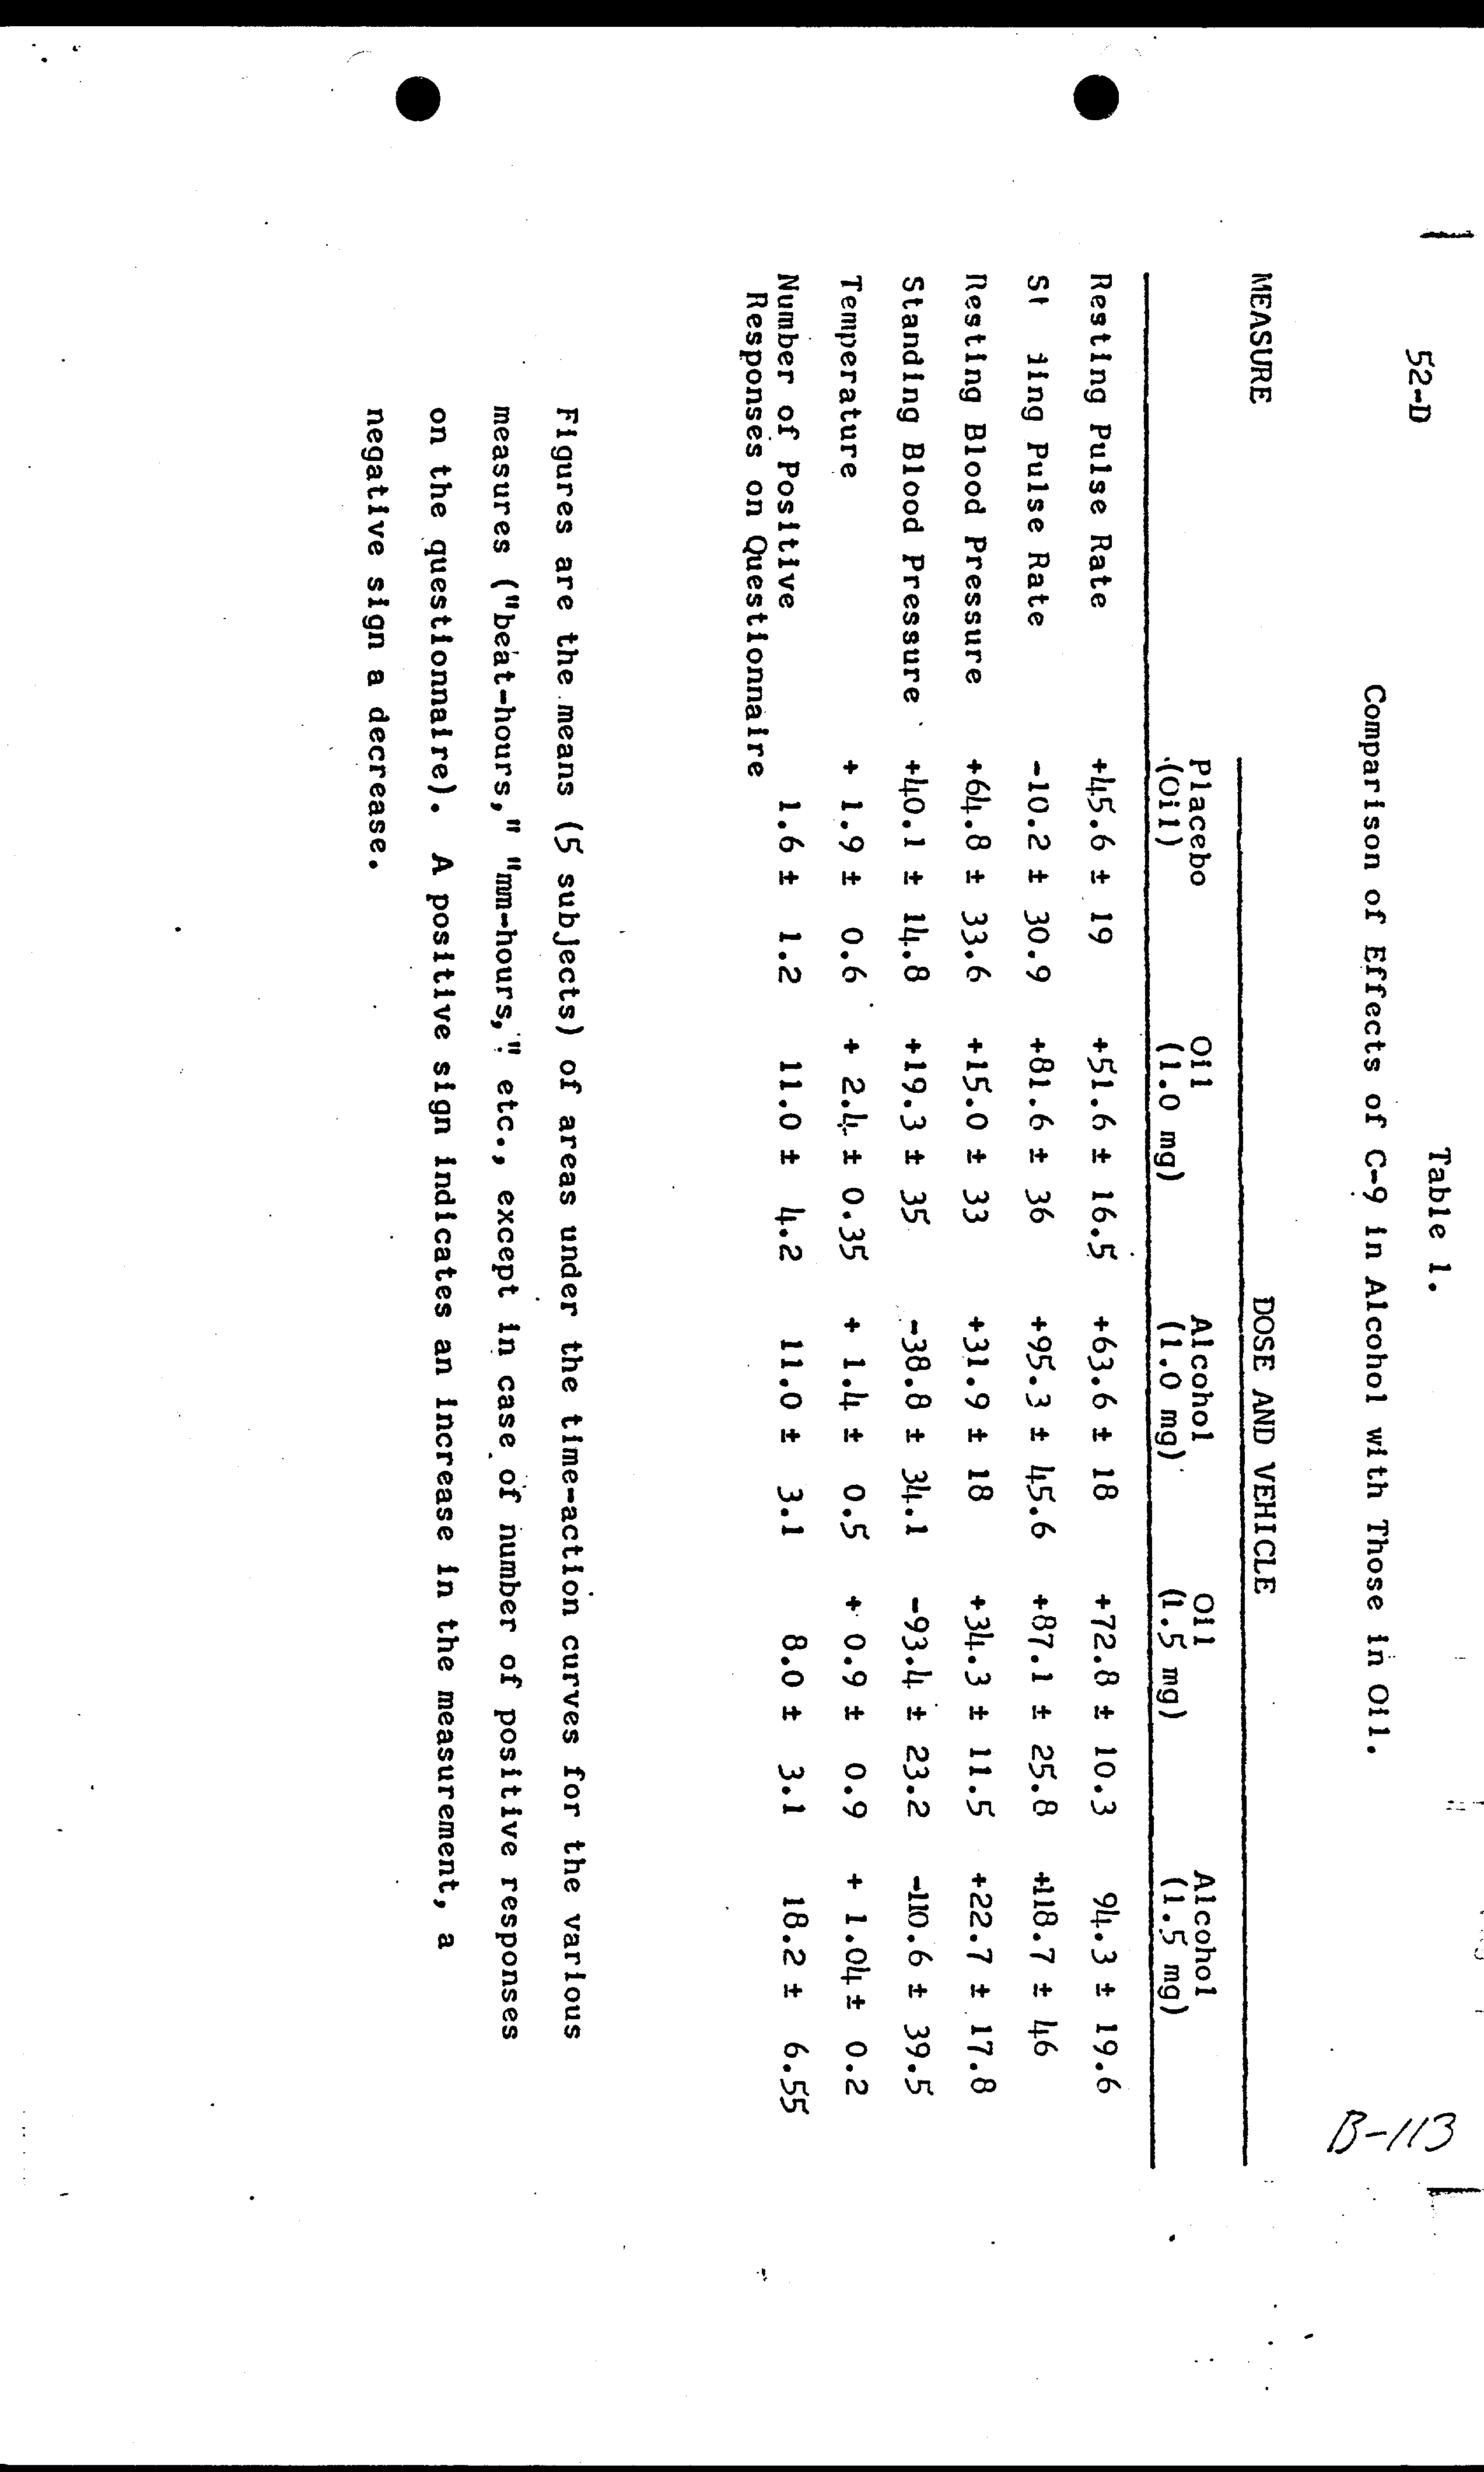 B-113
52-D
Table 1.
Comparison of Effects of C-9 in Alcohol with Those in Oil.
DOSE AND VEHICLE
MEASURE
Placebo (Oil) Oil (1.0 mg) Alcohol (1.0 mg) Oil (1.5 mg) Alcohol (1.5 mg)
Resting Pulse Rate +45.6 ± 19 +51.6 ± 16.5 +63.6 ± 18 +72.8 ± 10.3 94.3 ± 19.6
Pulse Rate -10.2 ± 30.9 +81.6 ± 36 +95.3 ± 45.6 +87.1 ± 25.8 +118.7 ± 46
Resting Blood Pressure +64.8 ± 33.6 +15.0 ± 33 +31.9 ± 18 +34.3 ± 11.5 +22.7 ± 17.8
Standing Blood Pressure +40.1 ± 14.8 +19.3 ± 35 -38.8 ± 34.1 -93.4 ± 23.2 -110.6 ± 39.5
Temperature + 1.9 ± 0.6 + 2.4 ± 0.35 + 1.4 ± 0.5 + 0.9 ± 0.9 + 1.04 ± 0.2
Number of Positive 1.6 ± 1.2 11.0 ± 4.2 11.0 ± 3.1 8.0 ± 3.1 18.2 ± 6.55
Responses on Questionnaire
Figures are the means (5 subjects) of areas under the time-action curves for the various
measures ("beat-hours," "mm-hours," etc., except in case of number of positive responses
on the questionnaire). A positive sign indicates an increase in the measurement, a
negative sign a decrease.